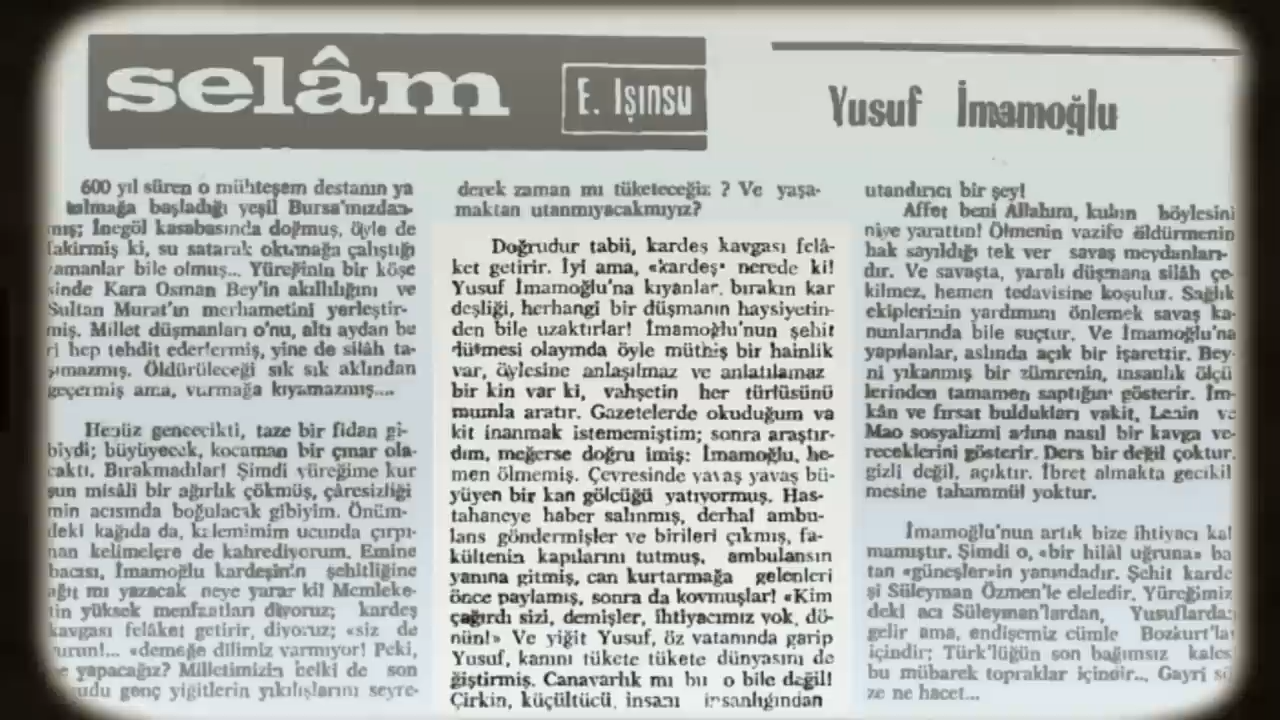 selâm
E. Işınsu
Yusuf İmamoğlu
600 yıl süren o mühteşem destanın ya
başladığı yeşil Bursa'mızdan-
mış; İnegöl kasabasında doğmuş, öyle de
fakirmiş ki, su satarak okumağa çalıştığı
zamanlar bile olmuş... Yüreğinin bir köşe
sinde Kara Osman Bey'in akıllılığını ve
Sultan Murat'ın merhametini yerleştir-
miş. Millet düşmanları o'nu, altı aydan be
ri hep tehdit ederlermiş, yine de silâh ta-
şımazmış. Öldürüleceği sık sık aklından
geçermiş ama, vurmağa kıyamazmış....
Henüz gencecikti, taze bir fidan gi-
biydi; büyüyecek, kocaman bir çınar ola-
caktı. Bırakmadılar! Şimdi yüreğime kur
şun misâli bir ağırlık çökmüş, çâresizliği
min acısında boğulacak gibiyim. Önüm-
deki kağıda da, kalemimim ucunda çırpı-
nan kelimelere de kahrediyorum. Emine
bacısı, İmamoğlu kardeşin'n şehitliğine
ağıt mı yazacak neye yarar ki! Memleke-
tin yüksek menfaatları diyoruz; kardeş
kavgası felâket getirir, diyoruz; «siz de
vurun!... «demeğe dilimiz varmıyor! Peki,
ne yapacağız? Milletimizin belki de son
genç yiğitlerin yıkılışlarını seyre-
derek zaman mı tüketeceğiz ? Ve yaşa-
maktan utanmıyacakmıyız?
Doğrudur tabii, kardeş kavgası felâ-
ket getirir. İyi ama, «kardeş» nerede ki!
Yusuf İmamoğlu'na kıyanlar, bırakın kar
deşliği, herhangi bir düşmanın haysiyetin-
den bile uzaktırlar! İmamoğlu'nun şehit
düşmesi olayında öyle müthiş bir hainlik
var, öylesine anlaşılmaz ve anlatılamaz
bir kin var ki, vahşetin her türlüsünü
mumla aratır. Gazetelerde okuduğum va
kit inanmak istememiştim; sonra araştır-
dım, meğerse doğru imiş: İmamoğlu, he-
men ölmemiş. Çevresinde yavaş yavaş bü-
yüyen bir kan gölcüğü yatıyormuş. Has-
tahaneye haber salınmış, derhal ambu-
lans göndermişler ve birileri çıkmış, fa-
kültenin kapılarını tutmuş, ambulansın
yanına gitmiş, can kurtarmağa gelenleri
önce paylamış, sonra da kovmuşlar! «Kim
çağırdı sizi, demişler, ihtiyacımız yok, dö-
nün!» Ve yiğit Yusuf, öz vatanında garip
Yusuf, kanını tükete tükete dünyasını de
ğiştirmiş. Canavarlık mı bu o bile değil!
Çirkin, küçültücü, insanı insanlığından
utandırıcı bir şey!
Affet beni Allahım, kulun böylesini
niye yarattun! Ölmenin vazife öldürmenin
hak sayıldığı tek yer savaş meydanları-
dır. Ve savaşta, yaralı düşmana silâh çe-
kilmez, hemen tedavisine koşulur. Sağlık
ekiplerinin yardımını önlemek savaş ka-
nunlarında bile suçtur. Ve İmamoğlu'na
yapılanlar, aslında açık bir işarettir. Bey-
ni yıkanmış bir zümrenin, insanlık ölçü
lerinden tamamen saptığını gösterir. İm-
kân ve fırsat buldukları vakit, Lenin ve
Mao sosyalizmi adına nasıl bir kavga ve-
receklerini gösterir. Ders bir değil çoktur.
gizli değil, açıktır. İbret almakta gecikil
mesine tahammül yoktur.
İmamoğlu'nun artık bize ihtiyacı kal
mamıştır. Şimdi o, «bir hilâl uğruna» ba
tan «güneşler»in yanındadır. Şehit karde
şi Süleyman Özmen'le eleledir. Yüreğimiz
deki acı Süleyman'lardan, Yusuflardan
gelir ama, endişemiz cümle Bozkurt'lar
içindir; Türk'lüğün son bağımsız kalesi
bu mübarek topraklar içindir... Gayri sö
ze ne hacet...